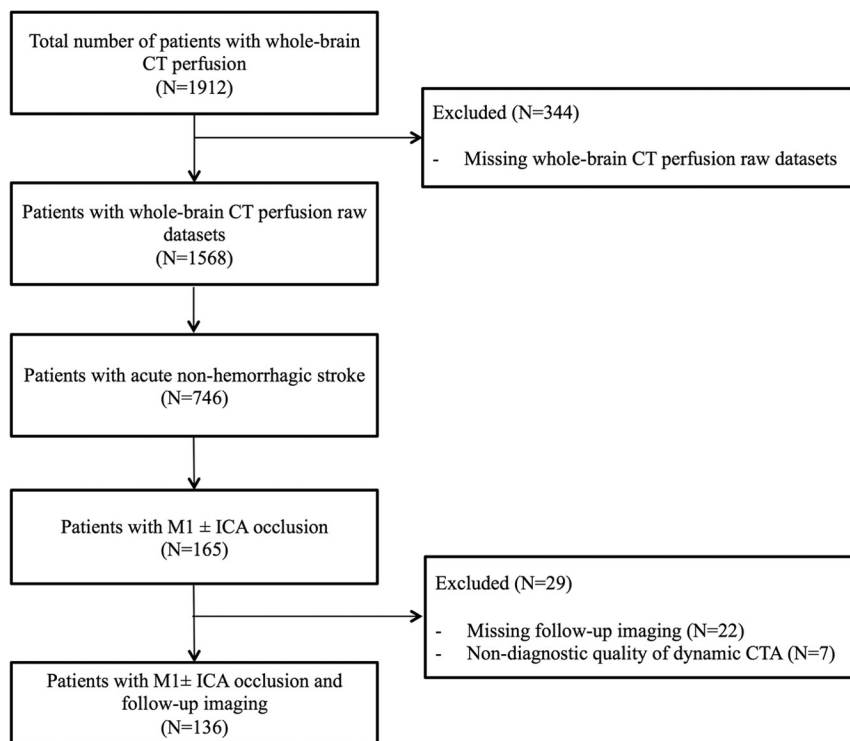 Total number of patients with whole-brain
CT perfusion
(N=1912)
Excluded (N=344)
- Missing whole-brain CT perfusion raw datasets
Patients with whole-brain CT perfusion raw
datasets
(N=1568)
Patients with acute non-hemorrhagic stroke
(N=746)
Patients with M1 ± ICA occlusion
(N=165)
Excluded (N=29)
- Missing follow-up imaging (N=22)
- Non-diagnostic quality of dynamic CTA (N=7)
Patients with M1± ICA occlusion and
follow-up imaging
(N=136)